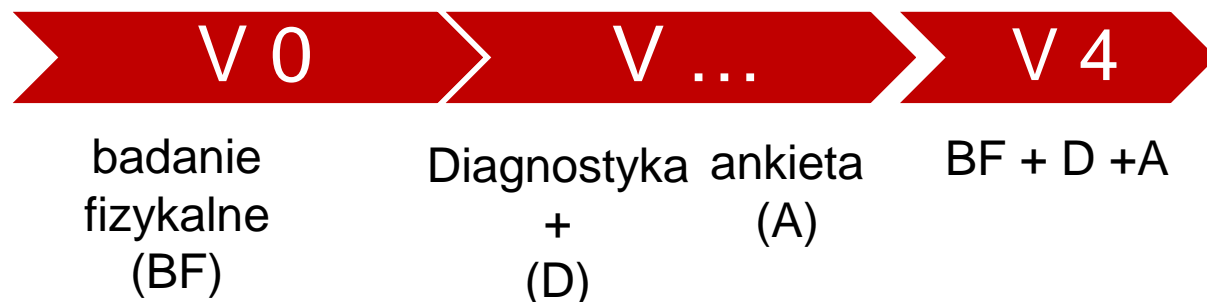 V 0
V …
V 4
badanie
fizykalne
(BF)
Diagnostyka
+
(D)
ankieta
(A)
BF + D +A